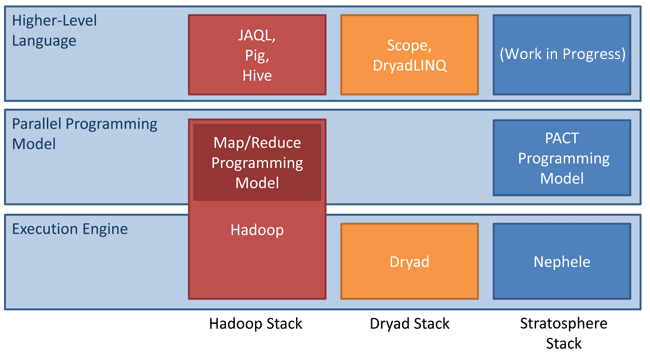 Higher-Level
Language
JAQL,
Pig,
Hive
Scope,
DryadLINQ
(Work in Progress)
Parallel Programming
Model
Map/Reduce
Programming
Model
PACT
Programming
Model
Execution Engine
Hadoop
Dryad
Nephele
Hadoop Stack
Dryad Stack
Stratosphere
Stack